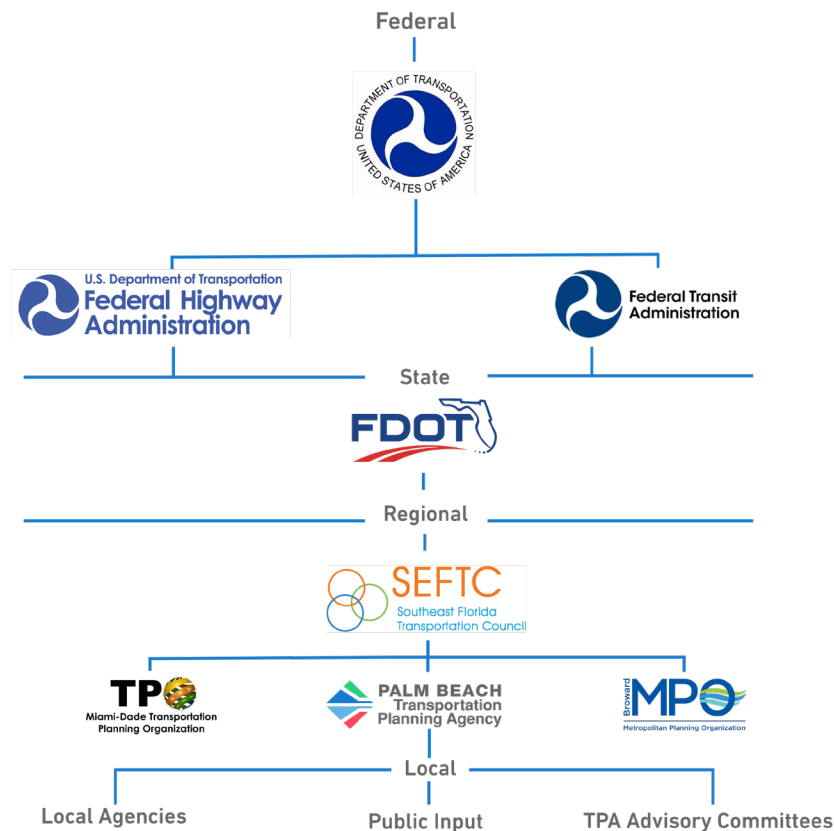 Federal
DEPARTMENT OF TRANSPORTATION
UNITED STATES OF AMERICA
U.S. Department of Transportation
Federal Highway
Administration
Federal Transit
Administration
State
FDOT
Regional
SEFTC
Southeast Florida
Transportation Council
TPO
Miami-Dade Transportation
Planning Organization
PALM BEACH
Transportation
Planning Agency
Broward
MPO
Metropolitan Planning Organization
Local
Local Agencies
Public Input
TPA Advisory Committees